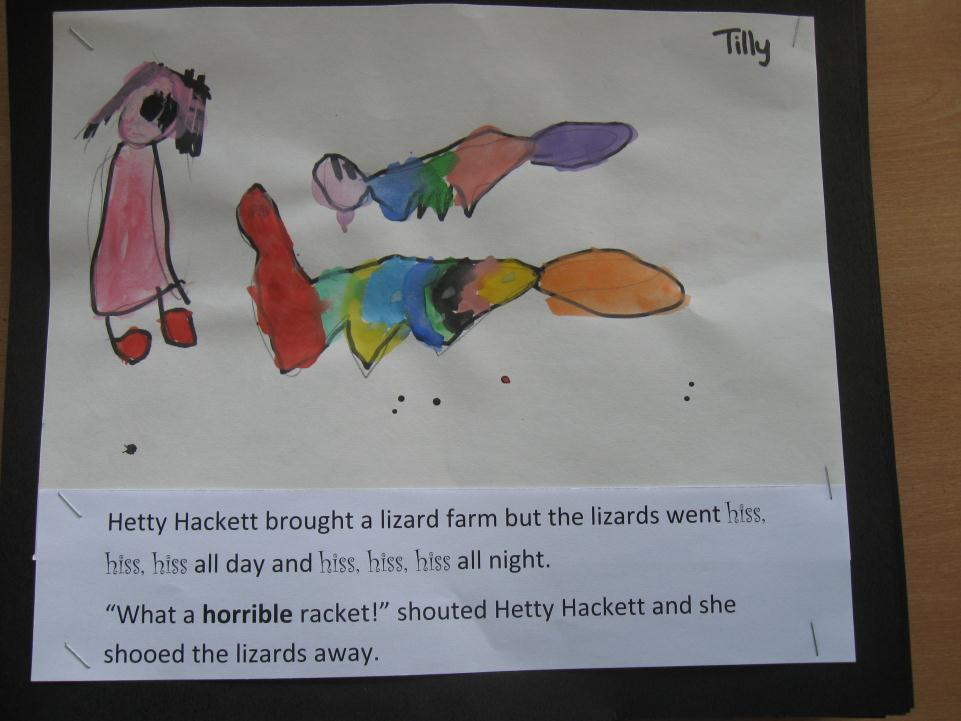 Tilly
Hetty Hackett brought a lizard farm but the lizards went hiss,
hiss, hiss all day and hiss, hiss, hiss all night.
“What a horrible racket!” shouted Hetty Hackett and she
shooed the lizards away.